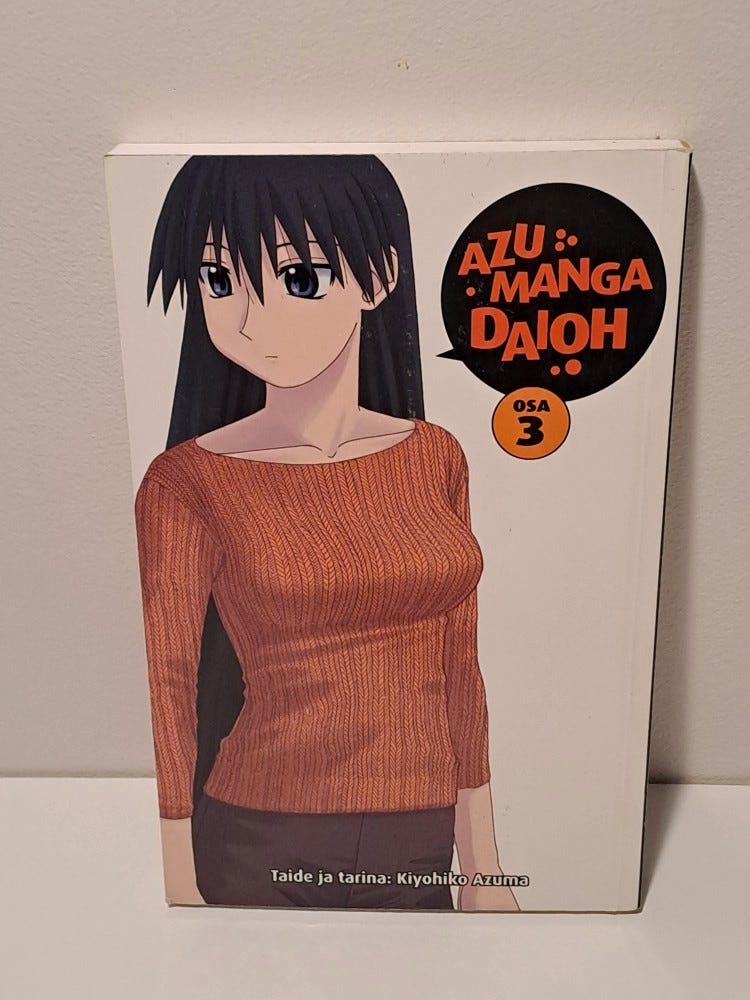 AZU
MANGA
DAIOH
OSA
3
Taide ja tarina: Kiyohiko Azuma